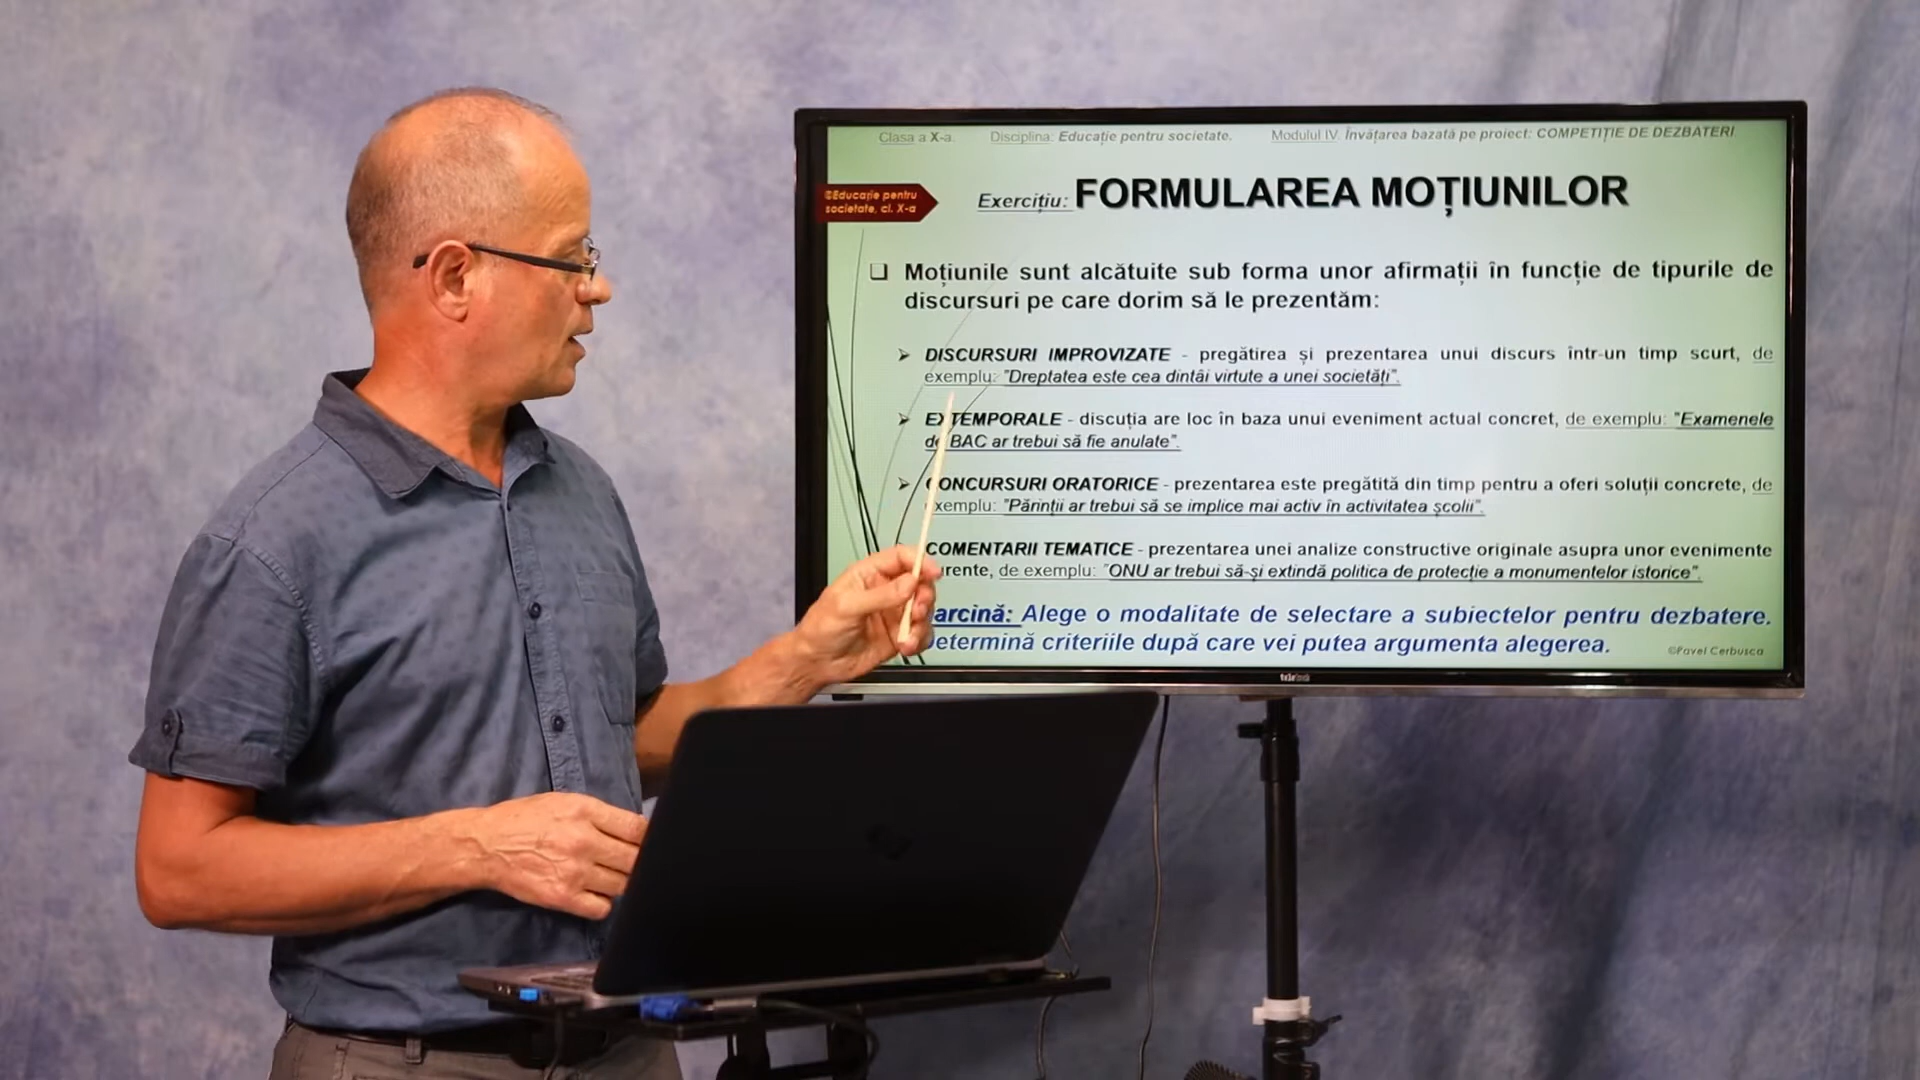 Clasa a X-a. Disciplina: Educație pentru societate. Modulul IV. Învățarea bazată pe proiect: COMPETIȚIE DE DEZBATERI
©Educație pentru
societate, cl. X-a
Exercițiu: FORMULAREA MOȚIUNILOR
❑ Moțiunile sunt alcătuite sub forma unor afirmații în funcție de tipurile de
discursuri pe care dorim să le prezentăm:
➢ DISCURSURI IMPROVIZATE - pregătirea și prezentarea unui discurs într-un timp scurt, de
exemplu: "Dreptatea este cea dintâi virtute a unei societăți".
➢ EXTEMPORALE - discuția are loc în baza unui eveniment actual concret, de exemplu: "Examenele
de BAC ar trebui să fie anulate".
➢ CONCURSURI ORATORICE - prezentarea este pregătită din timp pentru a oferi soluții concrete, de
exemplu: "Părinții ar trebui să se implice mai activ în activitatea școlii".
COMENTARII TEMATICE - prezentarea unei analize constructive originale asupra unor evenimente
urente, de exemplu: "ONU ar trebui să-și extindă politica de protecție a monumentelor istorice".
arcină: Alege o modalitate de selectare a subiectelor pentru dezbatere.
Determină criteriile după care vei putea argumenta alegerea.
©Pavel Cerbușca